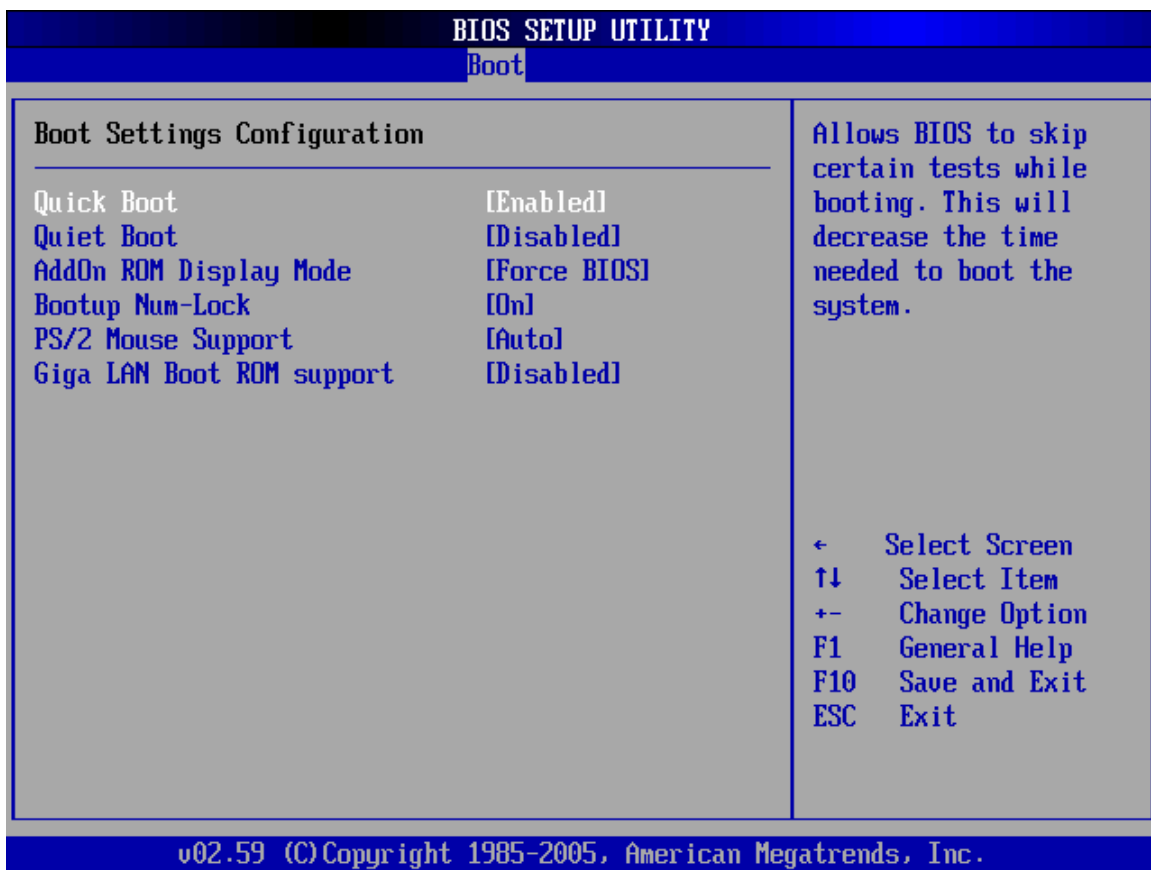 BIOS SETUP UTILITY
Boot
Boot Settings Configuration
Quick Boot [Enabled]
Quiet Boot [Disabled]
AddOn ROM Display Mode [Force BIOS]
Bootup Num-Lock [On]
PS/2 Mouse Support [Auto]
Giga LAN Boot ROM support [Disabled]
Allows BIOS to skip
certain tests while
booting. This will
decrease the time
needed to boot the
system.
← Select Screen
↑↓ Select Item
+- Change Option
F1 General Help
F10 Save and Exit
ESC Exit
v02.59 (C)Copyright 1985-2005, American Megatrends, Inc.